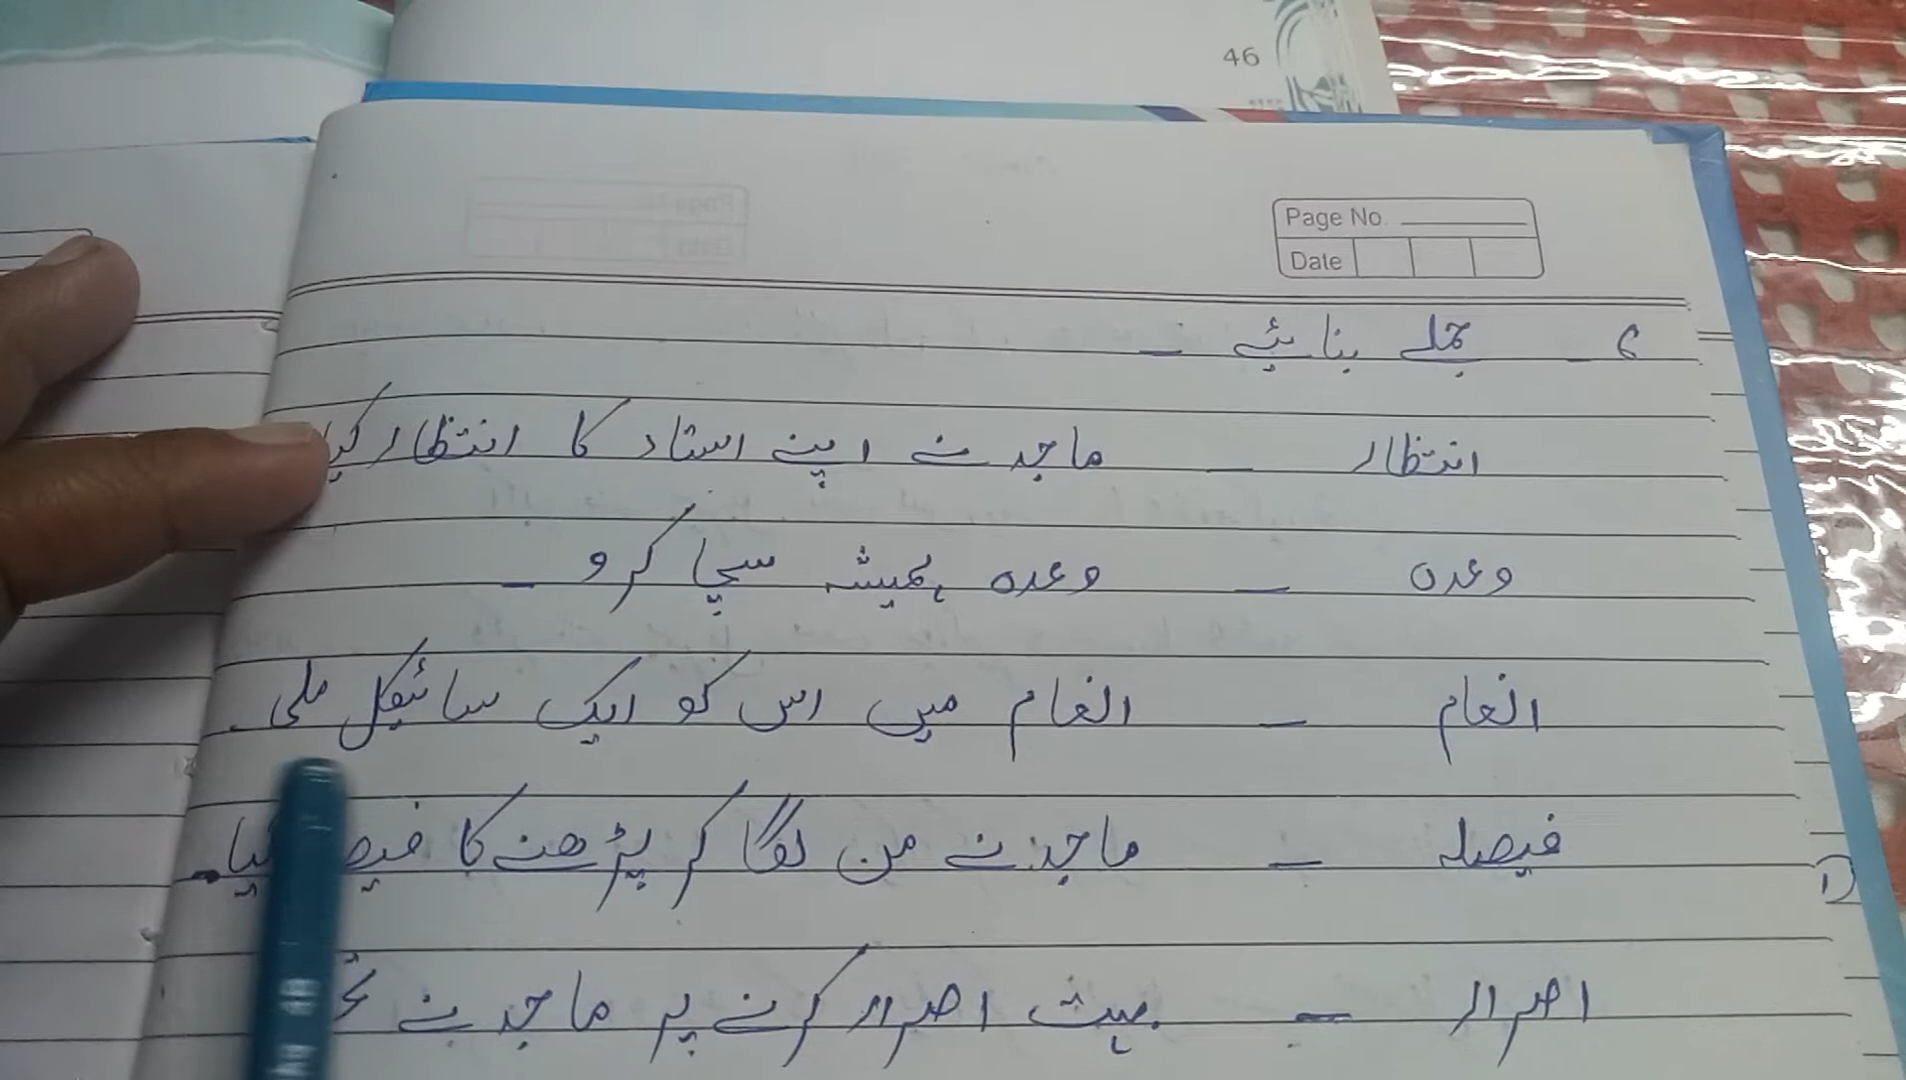 46
Page No.
Date
۶ - جملے بنائیے -
انتظار - ماجد نے اپنے استاد کا انتظار کیا
وعدہ - وعدہ ہمیشہ سچا کرو -
انعام - انعام میں اس کو ایک سائیکل ملی -
فیصلہ - ماجد نے من لگا کر پڑھنے کا کیا -
اصرار - بہت اصرار کرنے پر ماجد نے